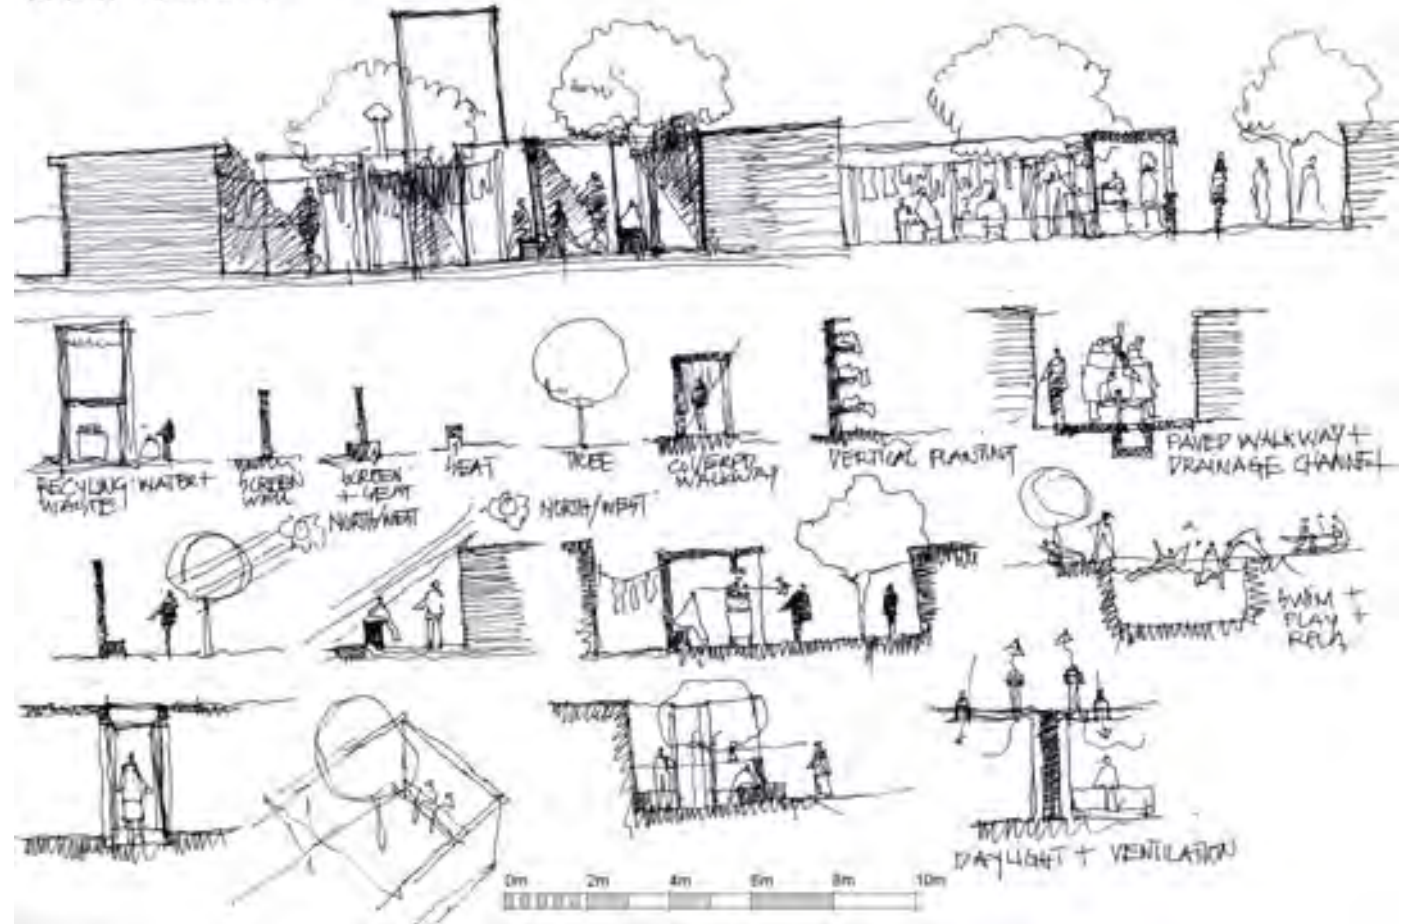 RECYLING WATER +
WASTE
SCREEN
WALL
SCREEN
+ SEAT
SEAT
TREE
COVERED
WALKWAY
VERTICAL PLANTING
PAVED WALKWAY +
DRAINAGE CHANNEL
NORTH/WEST
NORTH/WEST
SWIM +
PLAY +
RELAX
DAYLIGHT + VENTILATION
0m 2m 4m 6m 8m 10m